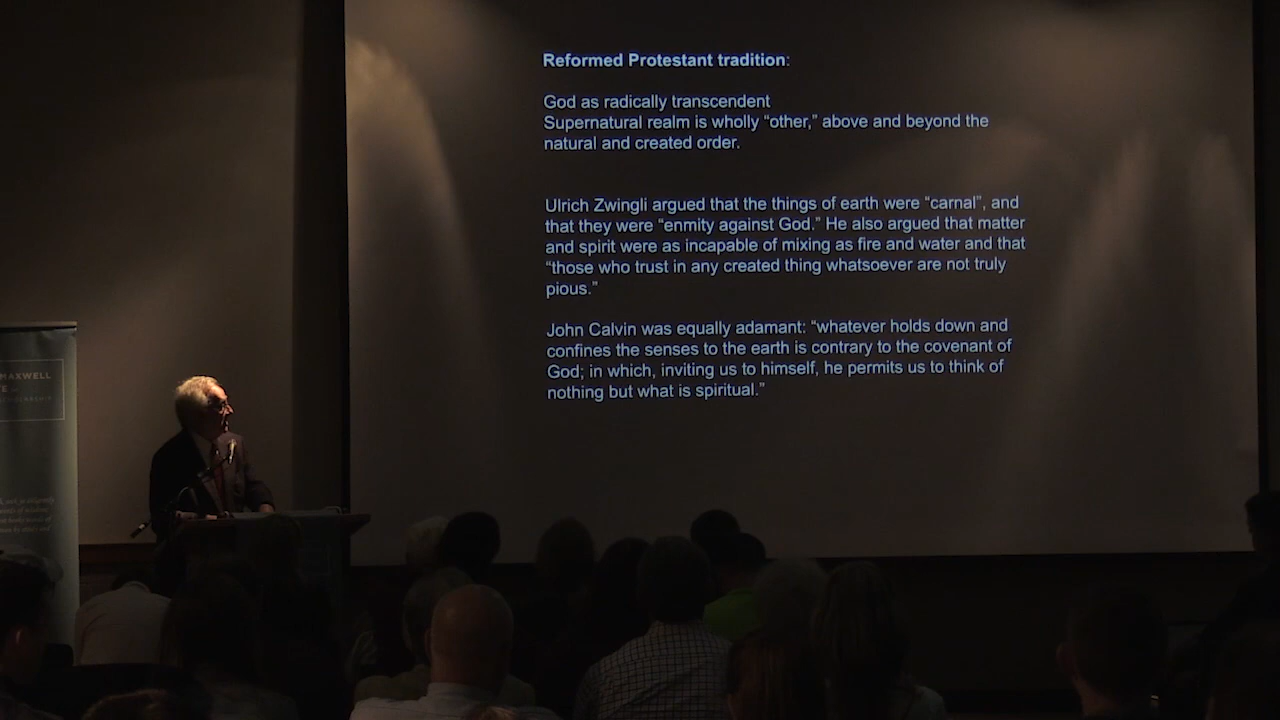 Reformed Protestant tradition:
God as radically transcendent
Supernatural realm is wholly “other,” above and beyond the
natural and created order.
Ulrich Zwingli argued that the things of earth were “carnal”, and
that they were “enmity against God.” He also argued that matter
and spirit were as incapable of mixing as fire and water and that
“those who trust in any created thing whatsoever are not truly
pious.”
John Calvin was equally adamant: “whatever holds down and
confines the senses to the earth is contrary to the covenant of
God; in which, inviting us to himself, he permits us to think of
nothing but what is spiritual.”
MAXWELL